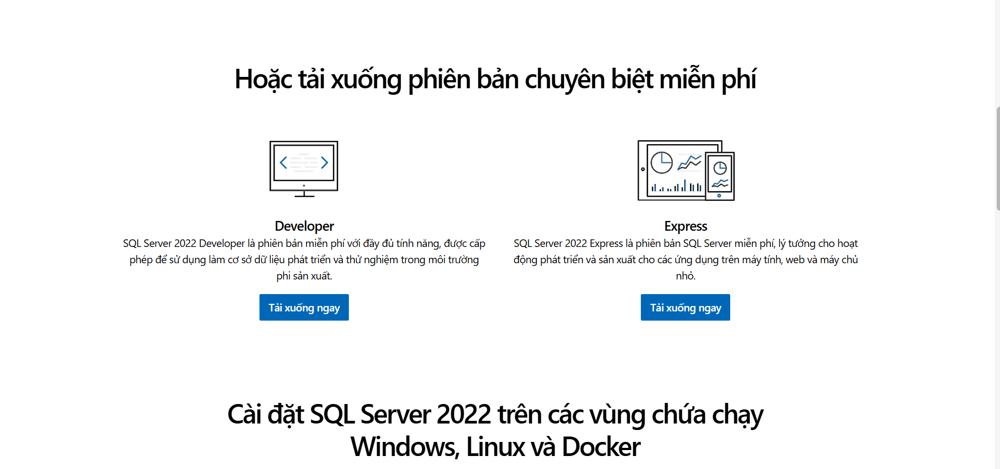 Hoặc tải xuống phiên bản chuyên biệt miễn phí
Developer
SQL Server 2022 Developer là phiên bản miễn phí với đầy đủ tính năng, được cấp
phép để sử dụng làm cơ sở dữ liệu phát triển và thử nghiệm trong môi trường
phi sản xuất.
Tải xuống ngay
Express
SQL Server 2022 Express là phiên bản SQL Server miễn phí, lý tưởng cho hoạt
động phát triển và sản xuất cho các ứng dụng trên máy tính, web và máy chủ
nhỏ.
Tải xuống ngay
Cài đặt SQL Server 2022 trên các vùng chứa chạy
Windows, Linux và Docker